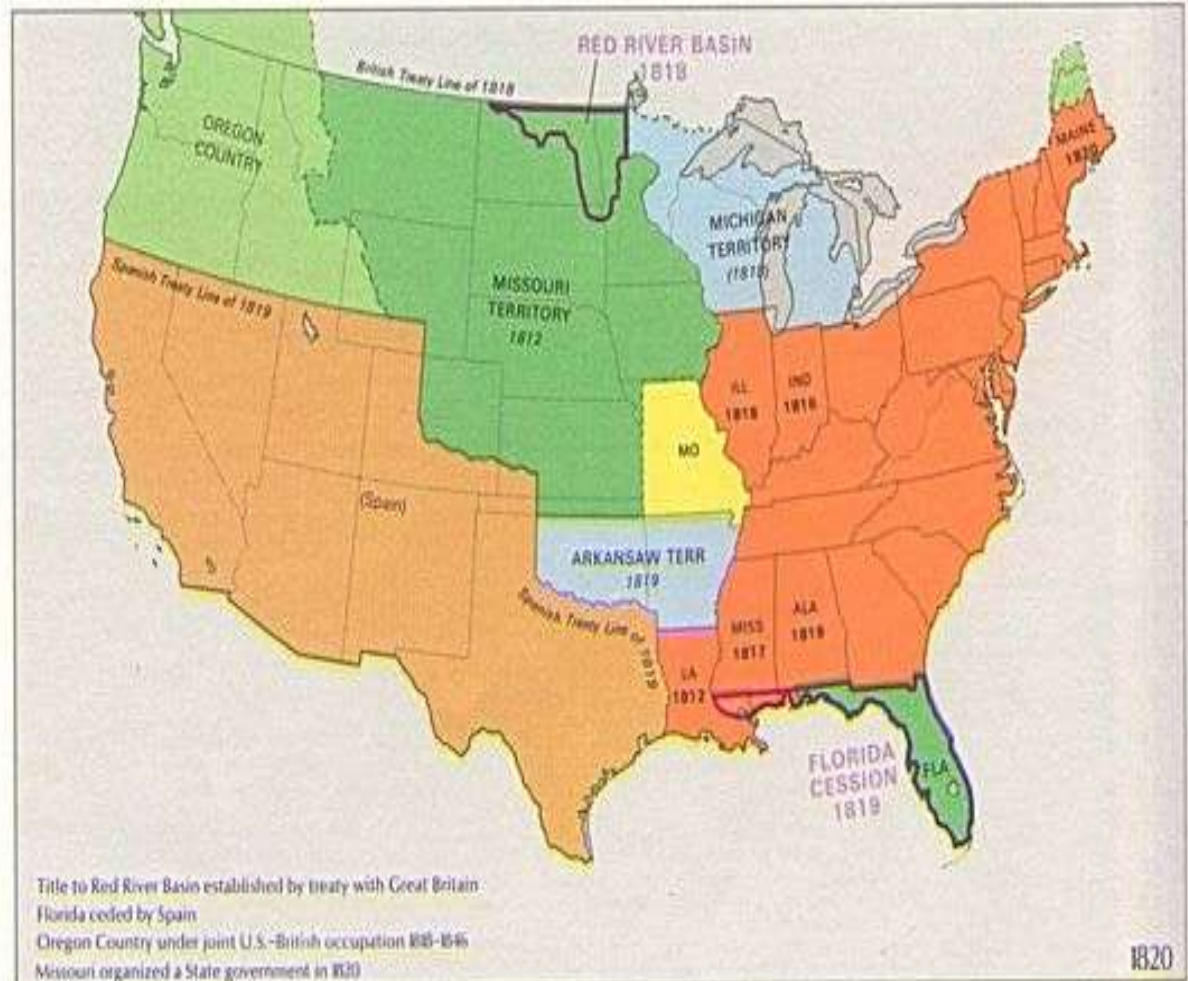 RED RIVER BASIN
1818
British Treaty Line of 1818
OREGON
COUNTRY
MAINE
1820
MICHIGAN
TERRITORY
(1818)
Spanish Treaty Line of 1819
MISSOURI
TERRITORY
1812
ILL
1818
IND
1816
MO
(Spain)
ARKANSAW TERR
1819
Spanish Treaty Line of 1819
MISS
1817
ALA
1819
LA
1812
FLORIDA
CESSION
1819
FLA
Title to Red River Basin established by treaty with Great Britain
Florida ceded by Spain
Oregon Country under joint U.S.-British occupation 1818-1846
Missouri organized a State government in 1820
1820